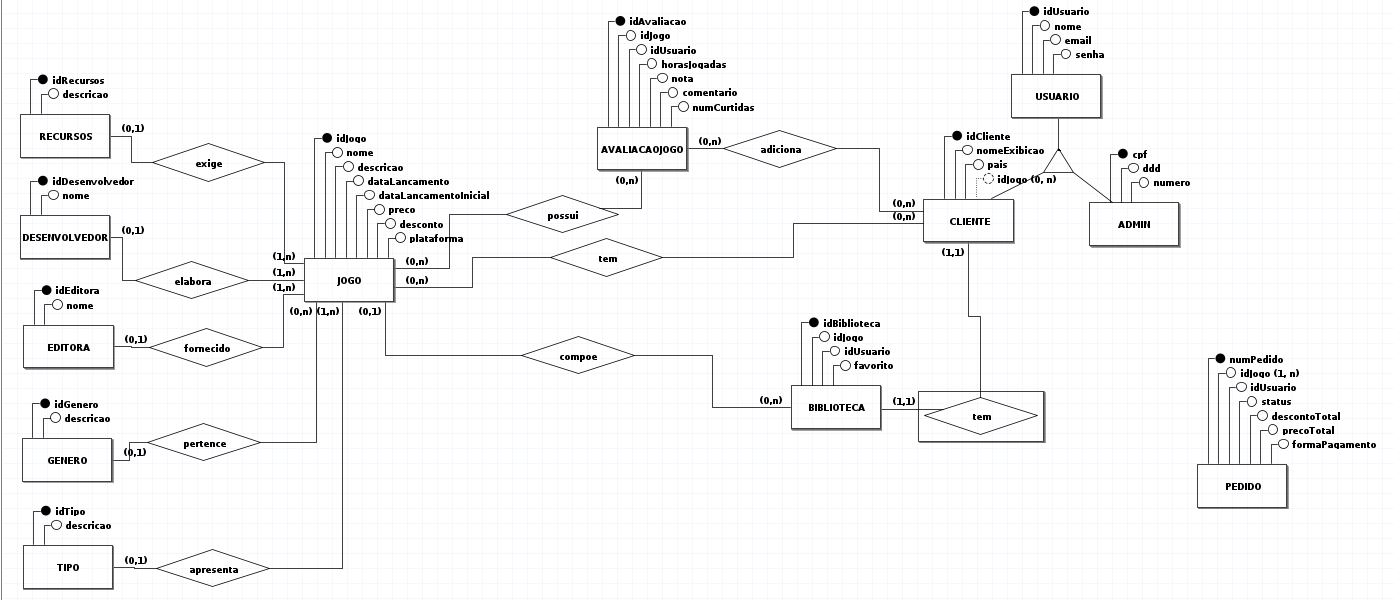 idUsuario
nome
email
senha
USUARIO
idAvaliacao
idJogo
idUsuario
horasJogadas
nota
comentario
numCurtidas
AVALIACAOJOGO
(0,n)
(0,n)
adiciona
idRecursos
descricao
RECURSOS
(0,1)
exige
idJogo
nome
descricao
dataLancamento
dataLancamentoInicial
preco
desconto
plataforma
JOGO
(1,n)
(1,n)
(1,n)
(0,n)
(0,n)
(0,n)
(1,n)
(0,1)
idCliente
nomeExibicao
pais
idJogo (0, n)
CLIENTE
(0,n)
(0,n)
(1,1)
cpf
ddd
numero
ADMIN
idDesenvolvedor
nome
DESENVOLVEDOR
(0,1)
elabora
possui
tem
idEditora
nome
EDITORA
(0,1)
fornecido
compoe
idBiblioteca
idJogo
idUsuario
favorito
BIBLIOTECA
(0,n)
(1,1)
tem
numPedido
idJogo (1, n)
idUsuario
status
descontoTotal
precoTotal
formaPagamento
PEDIDO
idGenero
descricao
GENERO
(0,1)
pertence
idTipo
descricao
TIPO
(0,1)
apresenta